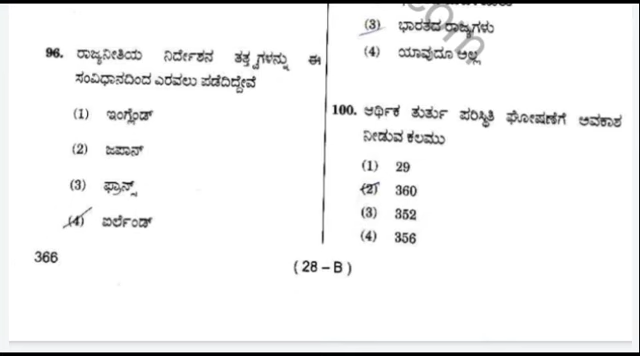 96. ರಾಜ್ಯನೀತಿಯ ನಿರ್ದೇಶನ ತತ್ತ್ವಗಳನ್ನು ಈ
ಸಂವಿಧಾನದಿಂದ ಎರವಲು ಪಡೆದಿದ್ದೇವೆ
(1) ಇಂಗ್ಲೆಂಡ್
(2) ಜಪಾನ್
(3) ಫ್ರಾನ್ಸ್
(4) ಐರ್ಲೆಂಡ್
366
(3) ಭಾರತದ ರಾಜ್ಯಗಳು
(4) ಯಾವುದೂ ಅಲ್ಲ
100. ಆರ್ಥಿಕ ತುರ್ತು ಪರಿಸ್ಥಿತಿ ಘೋಷಣೆಗೆ ಅವಕಾಶ
ನೀಡುವ ಕಲಮು
(1) 29
(2) 360
(3) 352
(4) 356
( 28 – B )